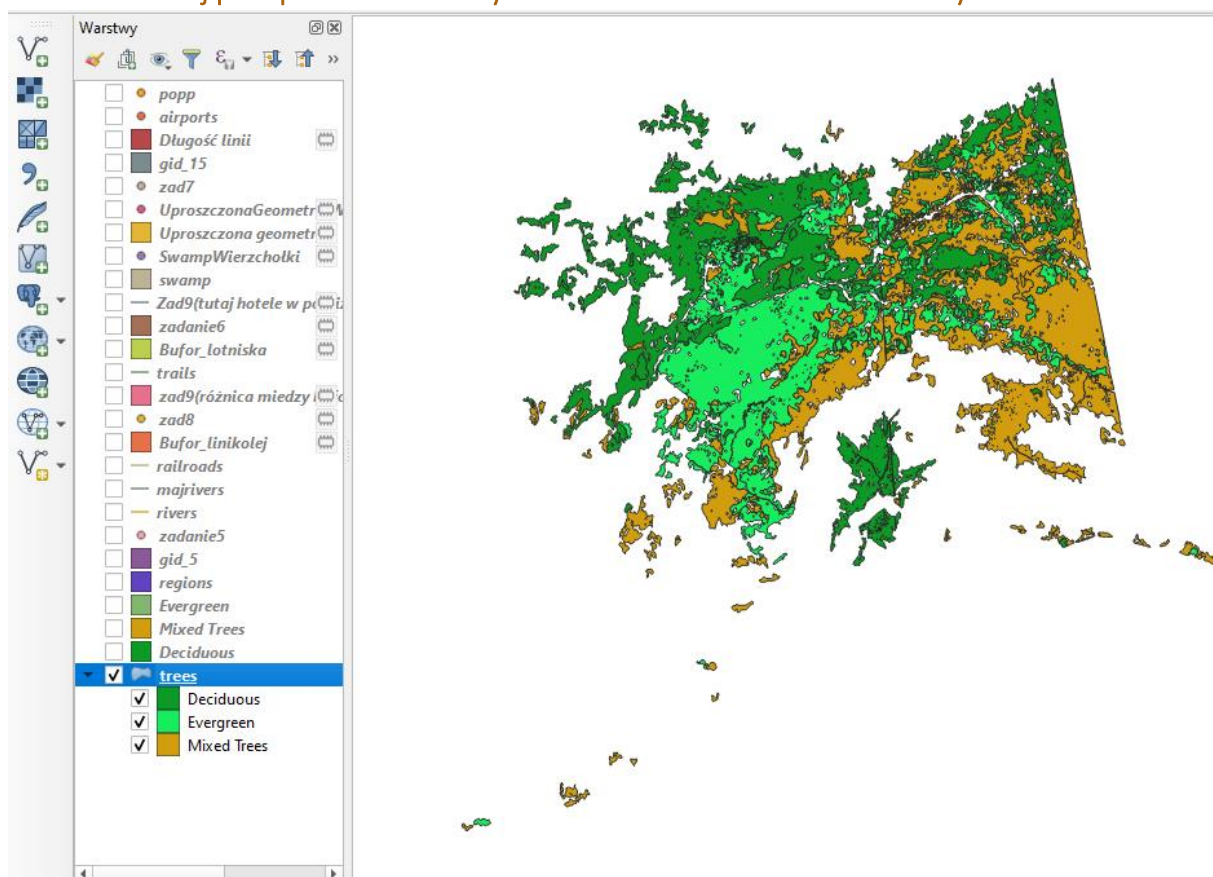 Warstwy
popp
airports
Długość linii
gid_15
zad7
UproszczonaGeometr
Uproszczona geometr
SwampWierzchołki
swamp
Zad9(tutaj hotele w
zadanie6
Bufor_lotniska
trails
zad9(różnica miedzy
zad8
Bufor_linikolej
railroads
majrivers
rivers
zadanie5
gid_5
regions
Evergreen
Mixed Trees
Deciduous
trees
Deciduous
Evergreen
Mixed Trees